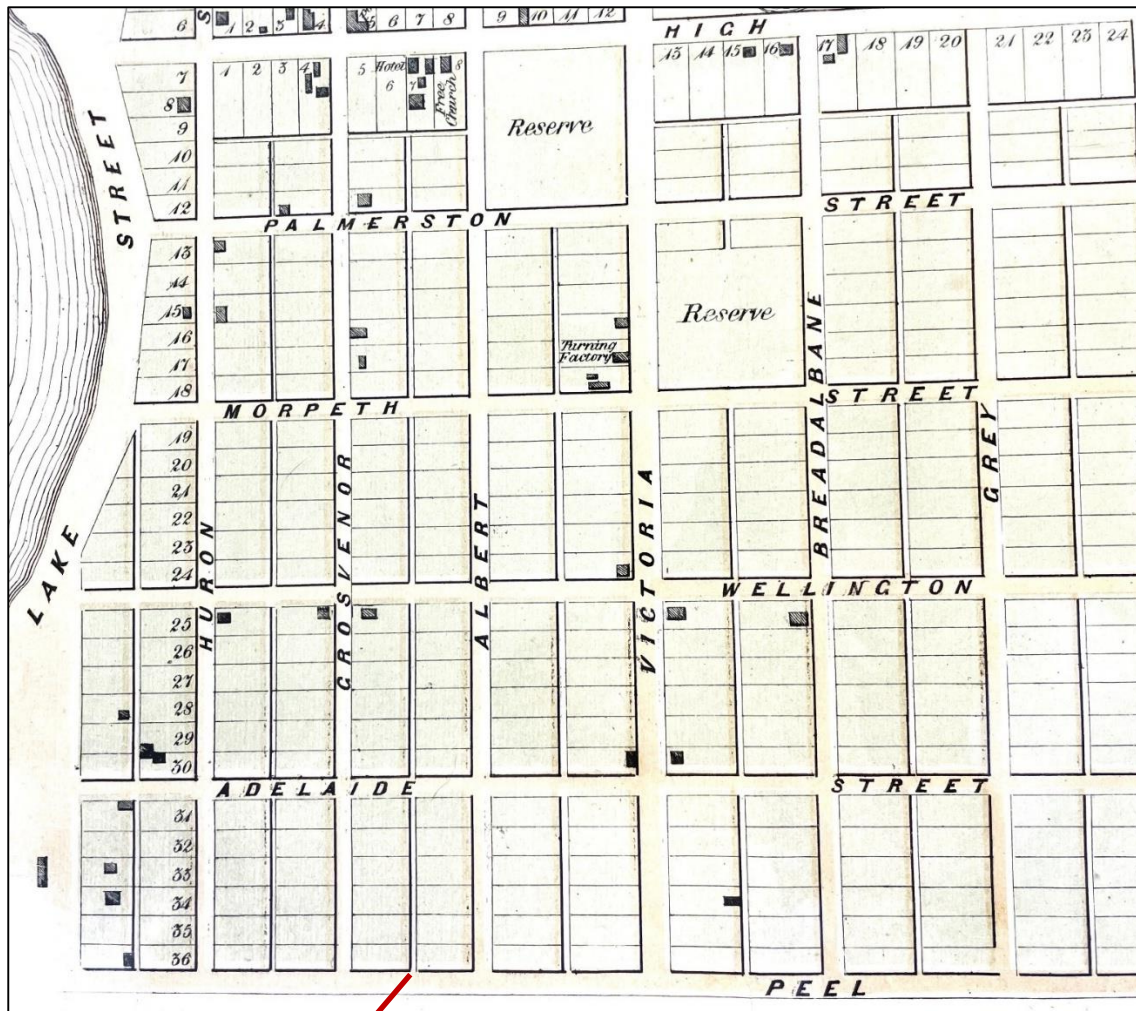 6 S 1 2 3 4 5 6 7 8 9 10 11 12
HIGH
7 1 2 3 4 5 Hotel 6 7 8 Free Church
13 14 15 16 17 18 19 20 21 22 23 24
8
9
10
11
12
Reserve
STREET
PALMERSTON STREET
13
14
15
16
17
18
Turning Factory
Reserve
MORPETH STREET
19
20
21
22
23
24
LAKE
HURON
GROSVENOR
ALBERT
VICTORIA
BREADALBANE
GREY
WELLINGTON
25
26
27
28
29
30
ADELAIDE STREET
31
32
33
34
35
36
PEEL